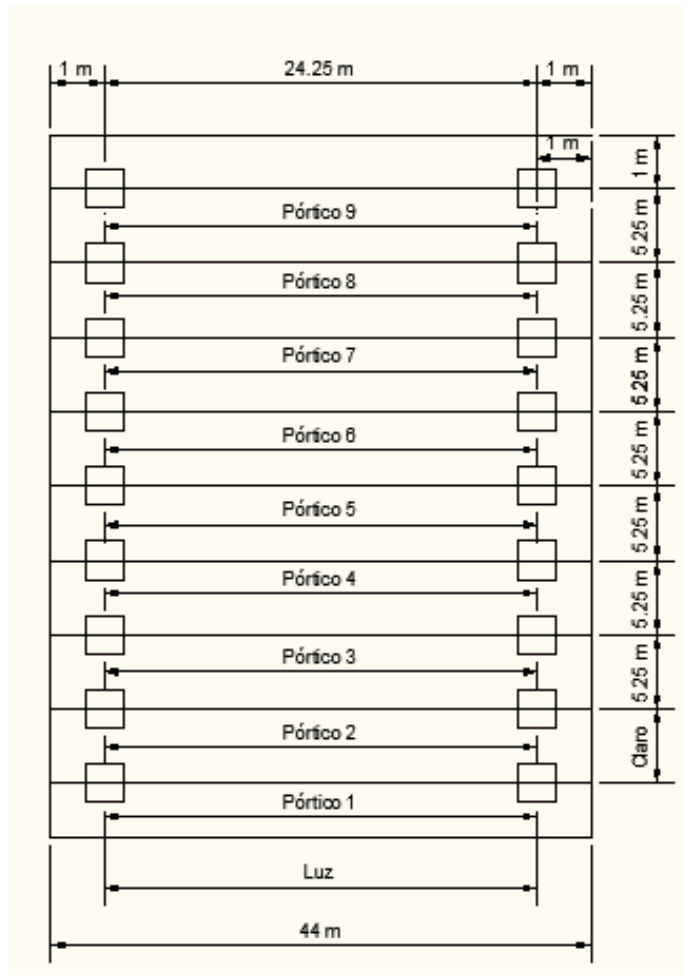 1 m
24.25 m
1 m
1 m
1 m
Pórtico 9
5.25 m
Pórtico 8
5.25 m
Pórtico 7
5.25 m
Pórtico 6
5.25 m
Pórtico 5
5.25 m
Pórtico 4
5.25 m
Pórtico 3
5.25 m
Pórtico 2
Claro
Pórtico 1
Luz
44 m